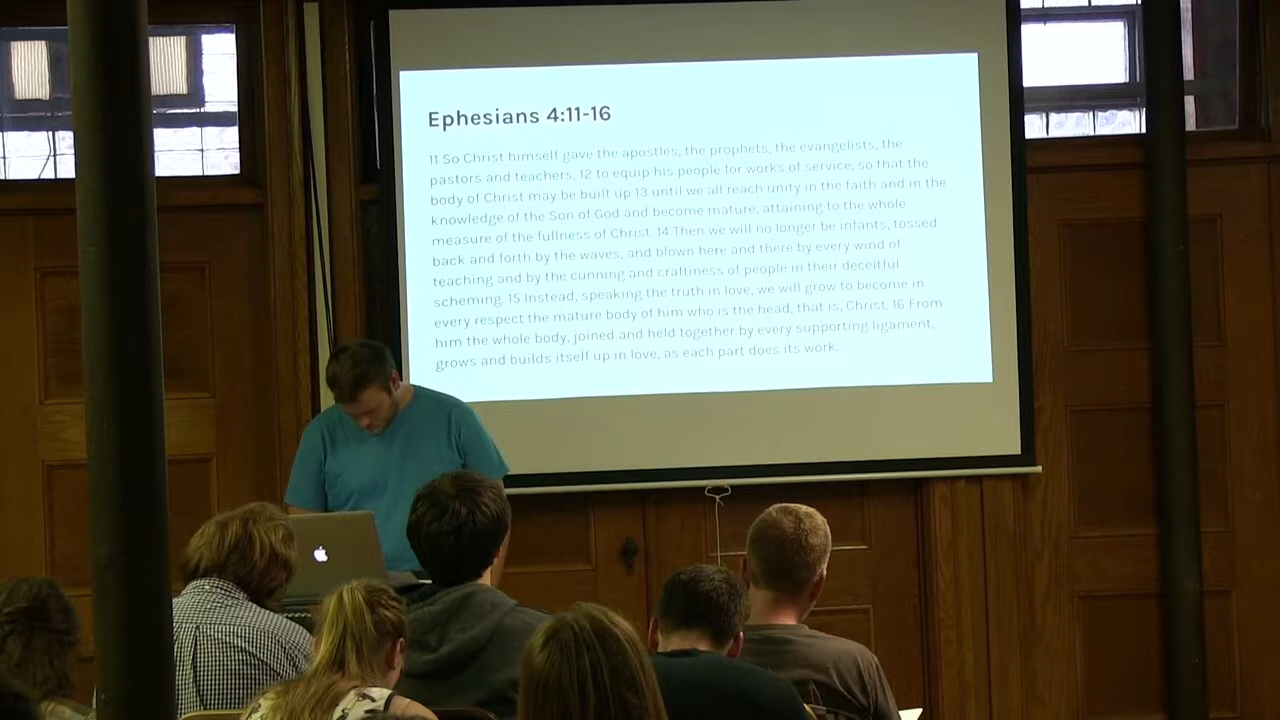 Ephesians 4:11-16
11 So Christ himself gave the apostles, the prophets, the evangelists, the
pastors and teachers, 12 to equip his people for works of service, so that the
body of Christ may be built up 13 until we all reach unity in the faith and in the
knowledge of the Son of God and become mature, attaining to the whole
measure of the fullness of Christ. 14 Then we will no longer be infants, tossed
back and forth by the waves, and blown here and there by every wind of
teaching and by the cunning and craftiness of people in their deceitful
scheming. 15 Instead, speaking the truth in love, we will grow to become in
every respect the mature body of him who is the head, that is, Christ. 16 From
him the whole body, joined and held together by every supporting ligament,
grows and builds itself up in love, as each part does its work.